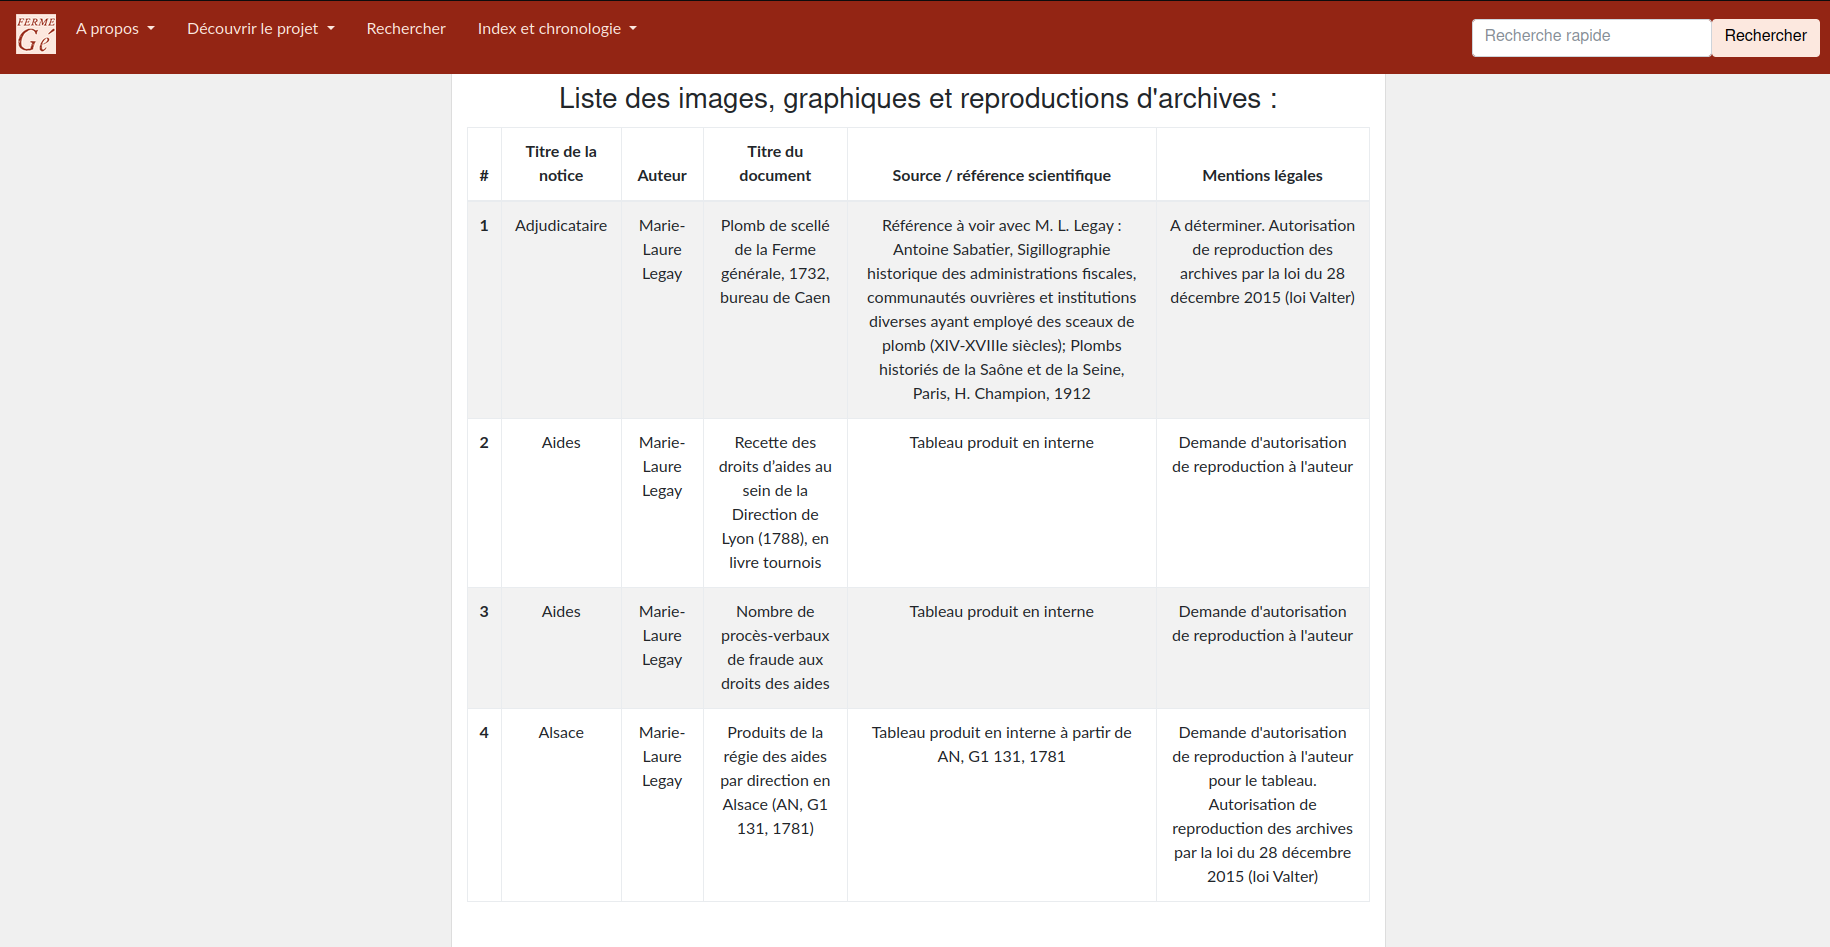 FERME
Gé
A propos
Découvrir le projet
Rechercher
Index et chronologie
Recherche rapide
Rechercher
Liste des images, graphiques et reproductions d'archives :
#
Titre de la
notice
Auteur
Titre du
document
Source / référence scientifique
Mentions légales
1
Adjudicataire
Marie-
Laure
Legay
Plomb de scellé
de la Ferme
générale, 1732,
bureau de Caen
Référence à voir avec M. L. Legay :
Antoine Sabatier, Sigillographie
historique des administrations fiscales,
communautés ouvrières et institutions
diverses ayant employé des sceaux de
plomb (XIV-XVIIIe siècles); Plombs
historiés de la Saône et de la Seine,
Paris, H. Champion, 1912
A déterminer. Autorisation
de reproduction des
archives par la loi du 28
décembre 2015 (loi Valter)
2
Aides
Marie-
Laure
Legay
Recette des
droits d’aides au
sein de la
Direction de
Lyon (1788), en
livre tournois
Tableau produit en interne
Demande d'autorisation
de reproduction à l'auteur
3
Aides
Marie-
Laure
Legay
Nombre de
procès-verbaux
de fraude aux
droits des aides
Tableau produit en interne
Demande d'autorisation
de reproduction à l'auteur
4
Alsace
Marie-
Laure
Legay
Produits de la
régie des aides
par direction en
Alsace (AN, G1
131, 1781)
Tableau produit en interne à partir de
AN, G1 131, 1781
Demande d'autorisation
de reproduction à l'auteur
pour le tableau.
Autorisation de
reproduction des archives
par la loi du 28 décembre
2015 (loi Valter)